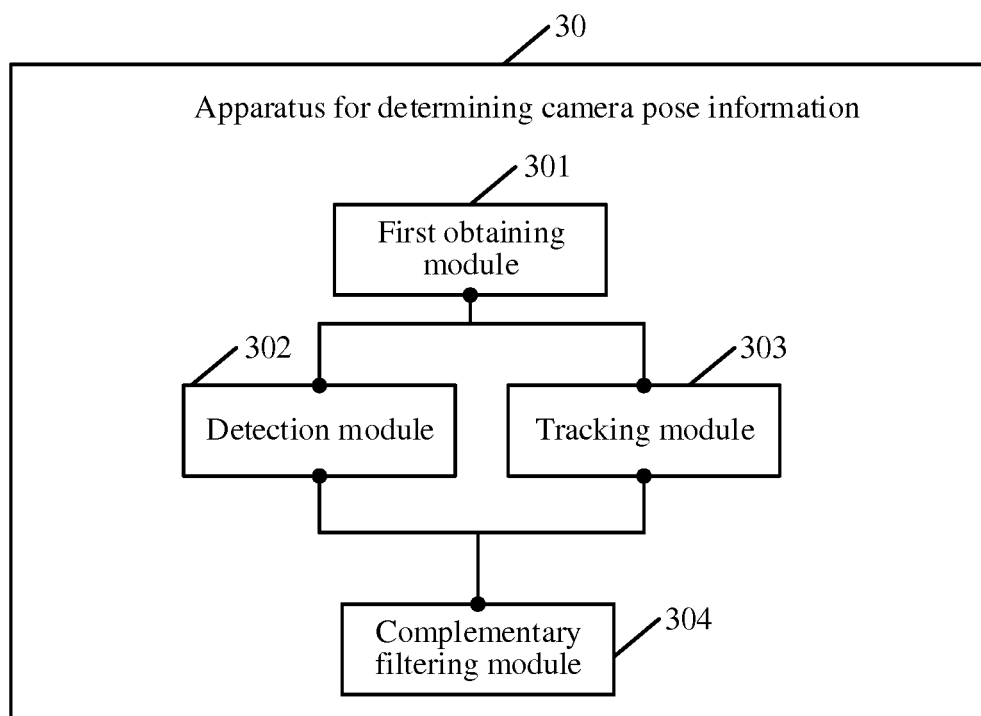 30
Apparatus for determining camera pose information
301
First obtaining
module
302
303
Detection module
Tracking module
304
Complementary
filtering module